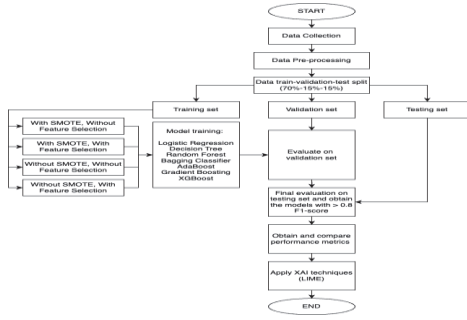 START
Data Collection
Data Pre-processing
Data train-validation-test split
(70%-15%-15%)
Training set
Validation set
Testing set
With SMOTE, Without
Feature Selection
With SMOTE, With
Feature Selection
Without SMOTE, Without
Feature Selection
Without SMOTE, With
Feature Selection
Model training:
Logistic Regression
Decision Tree
Random Forest
Bagging Classifier
AdaBoost
Gradient Boosting
XGBoost
Evaluate on
validation set
Final evaluation on
testing set and obtain
the models with > 0.8
F1-score
Obtain and compare
performance metrics
Apply XAI techniques
(LIME)
END